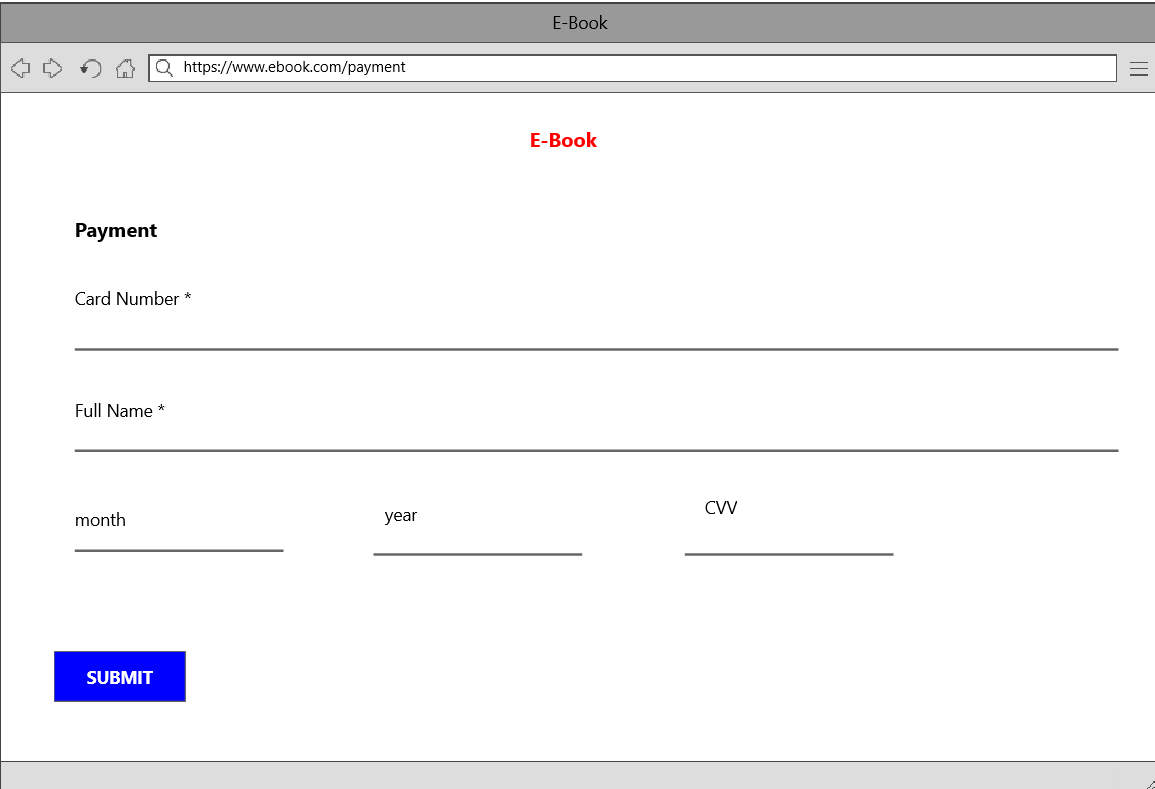 E-Book
https://www.ebook.com/payment
E-Book
Payment
Card Number *
Full Name *
month year CVV
SUBMIT